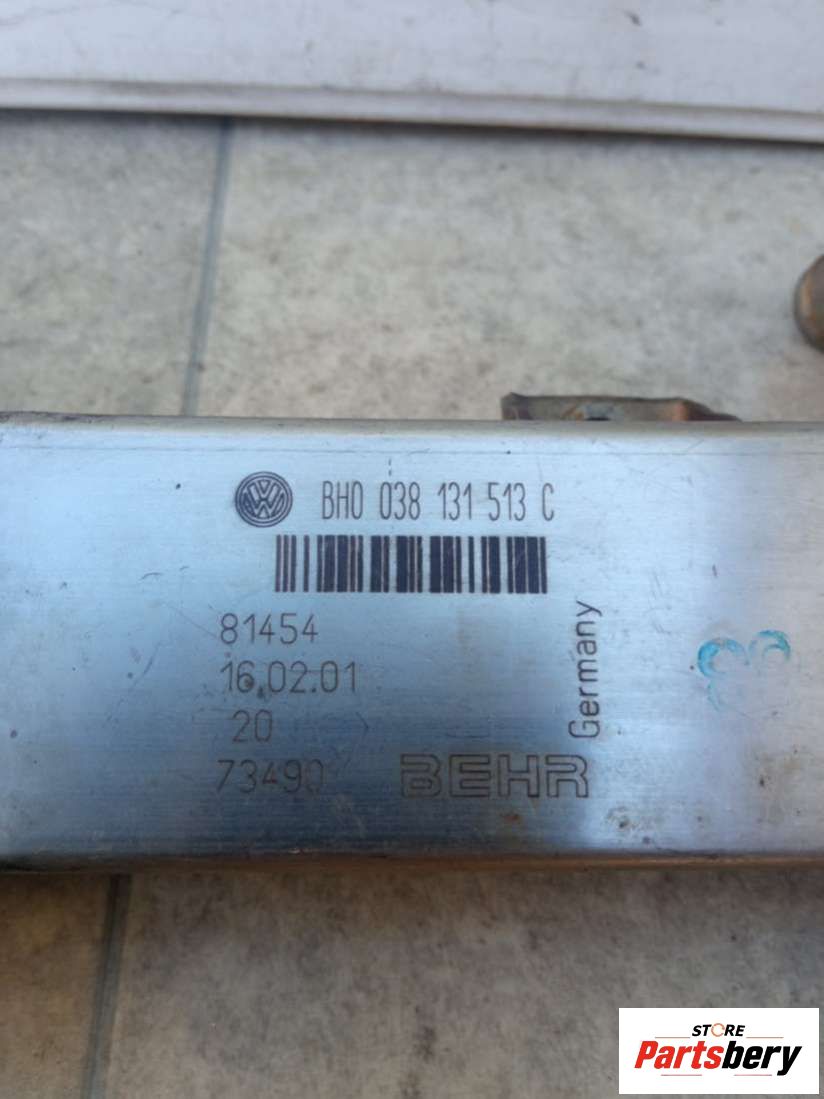 BH0 038 131 513 C
81454
16.02.01
20
73490
BEHR
Germany
STORE
Partsbery